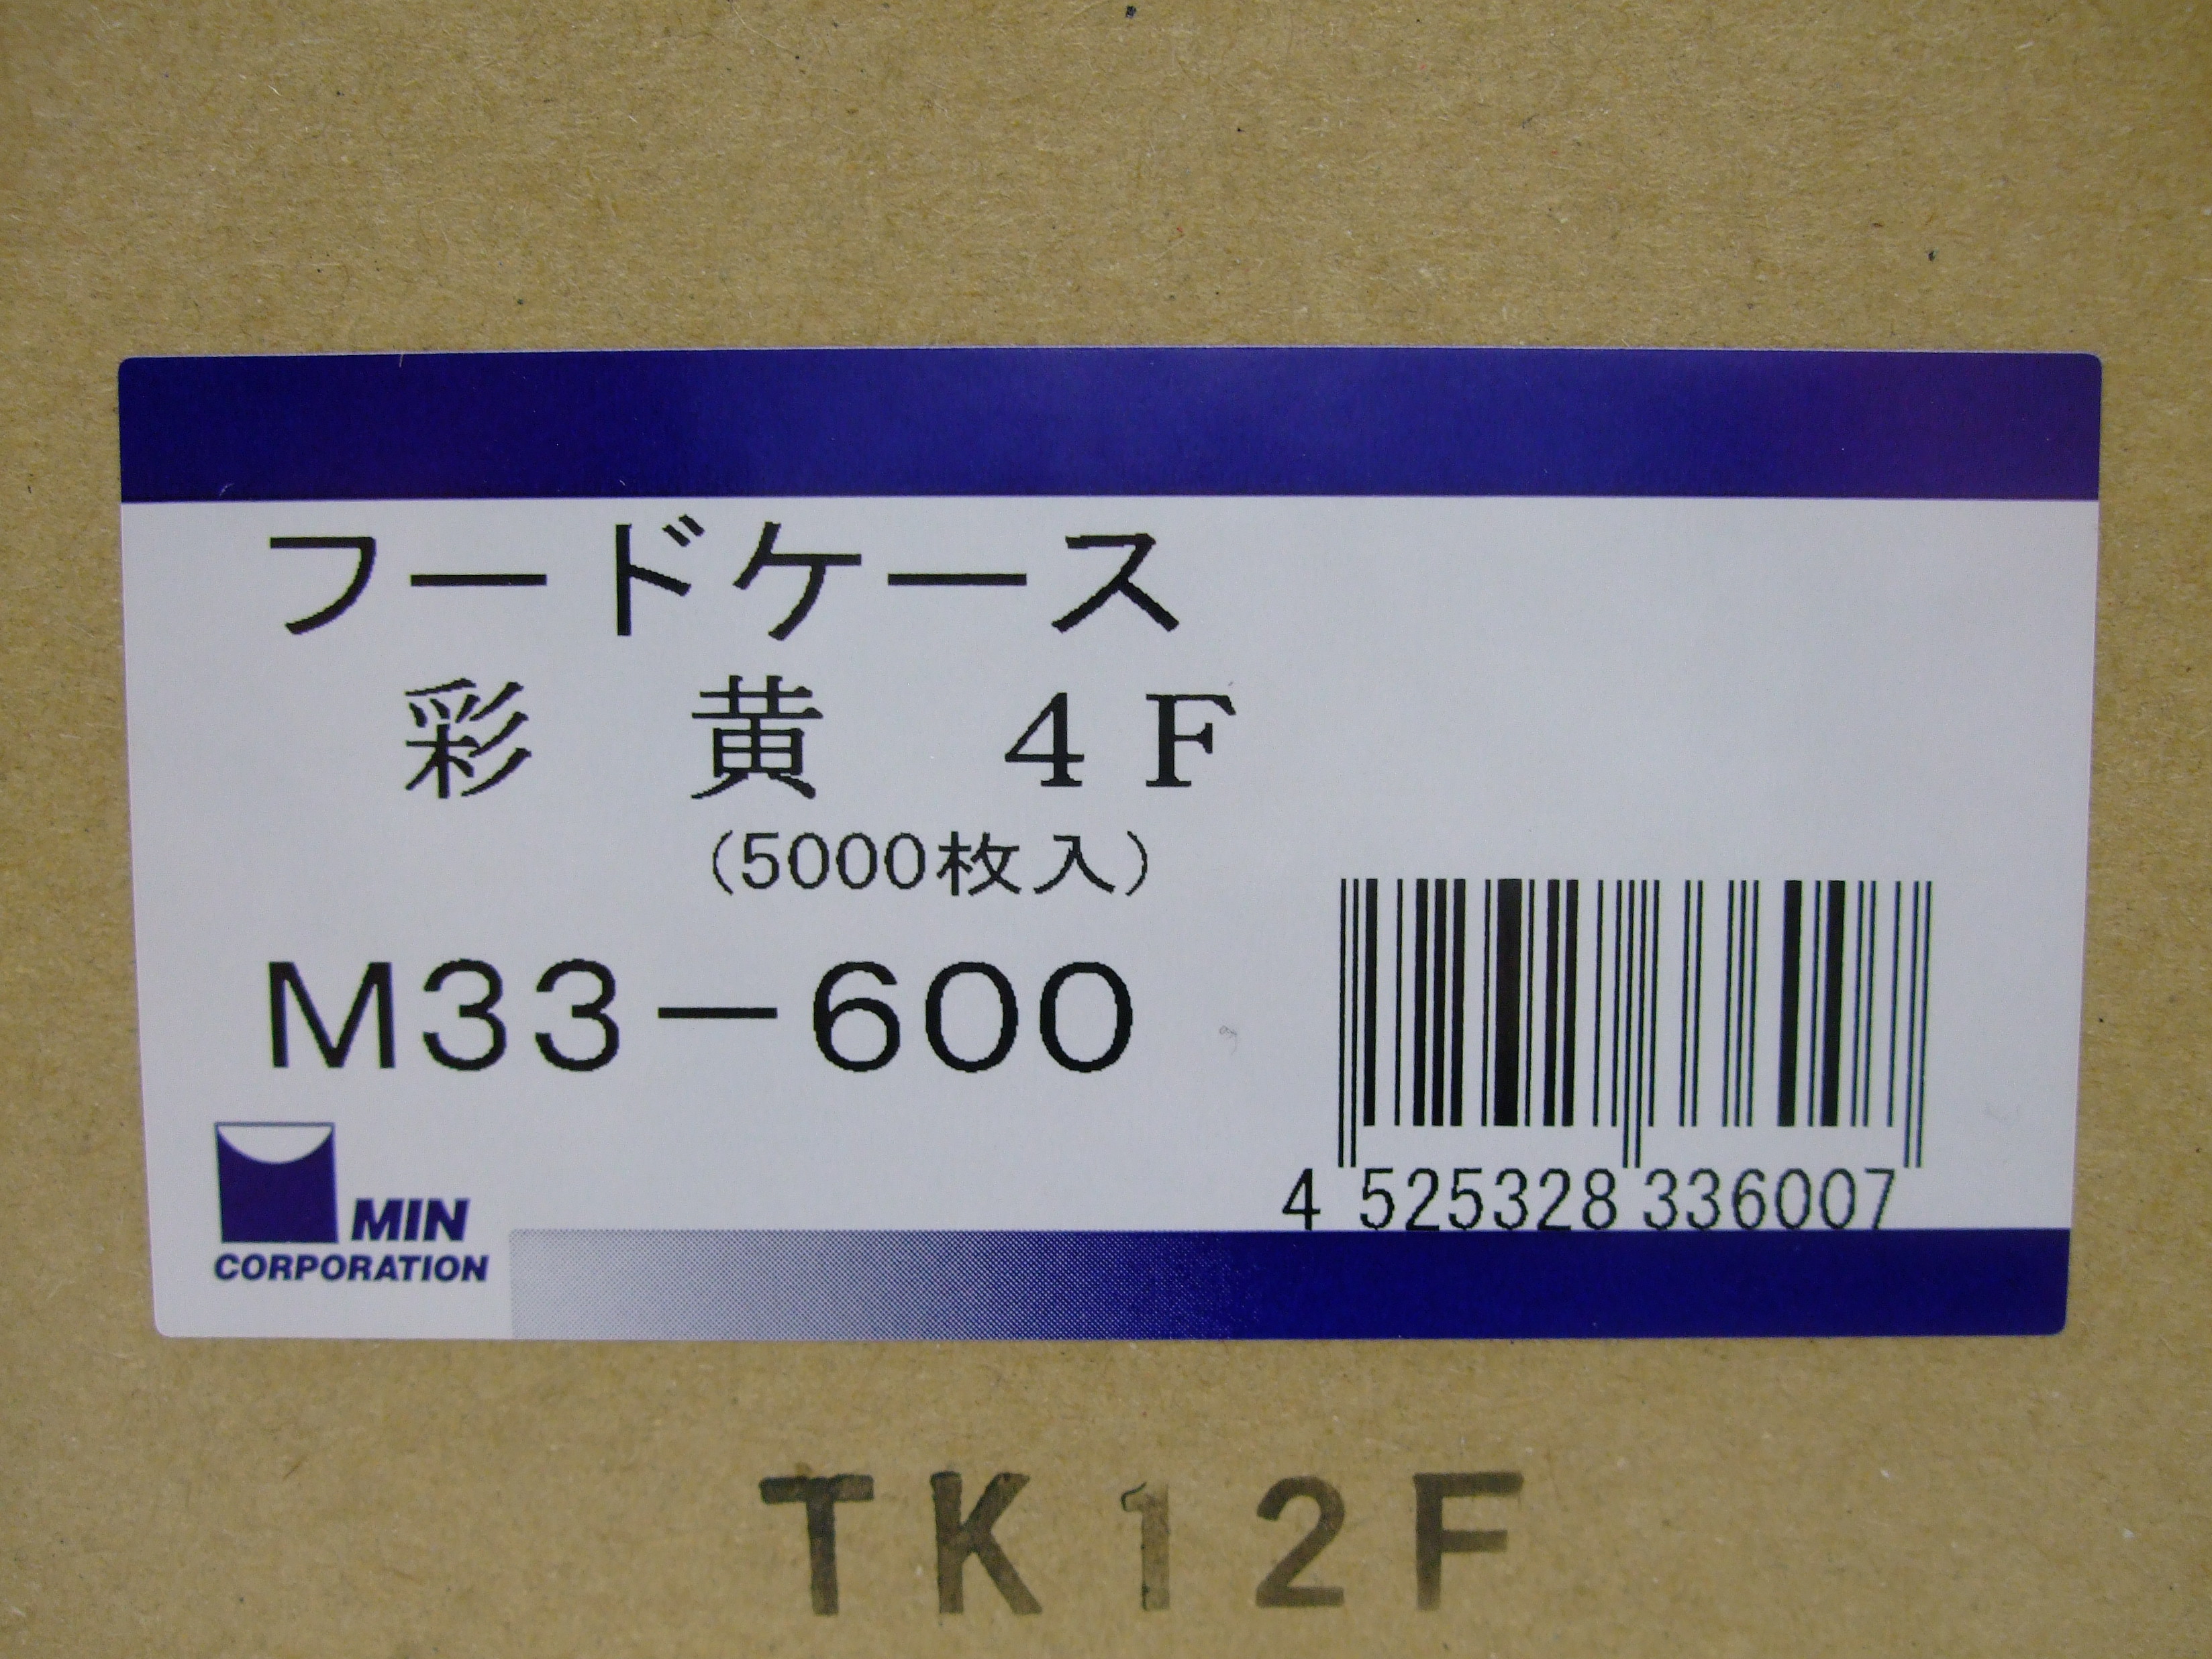 フードケース
彩　黄　４Ｆ
（5000枚入）
M33－600
4 525328 336007
MIN
CORPORATION
TK12F